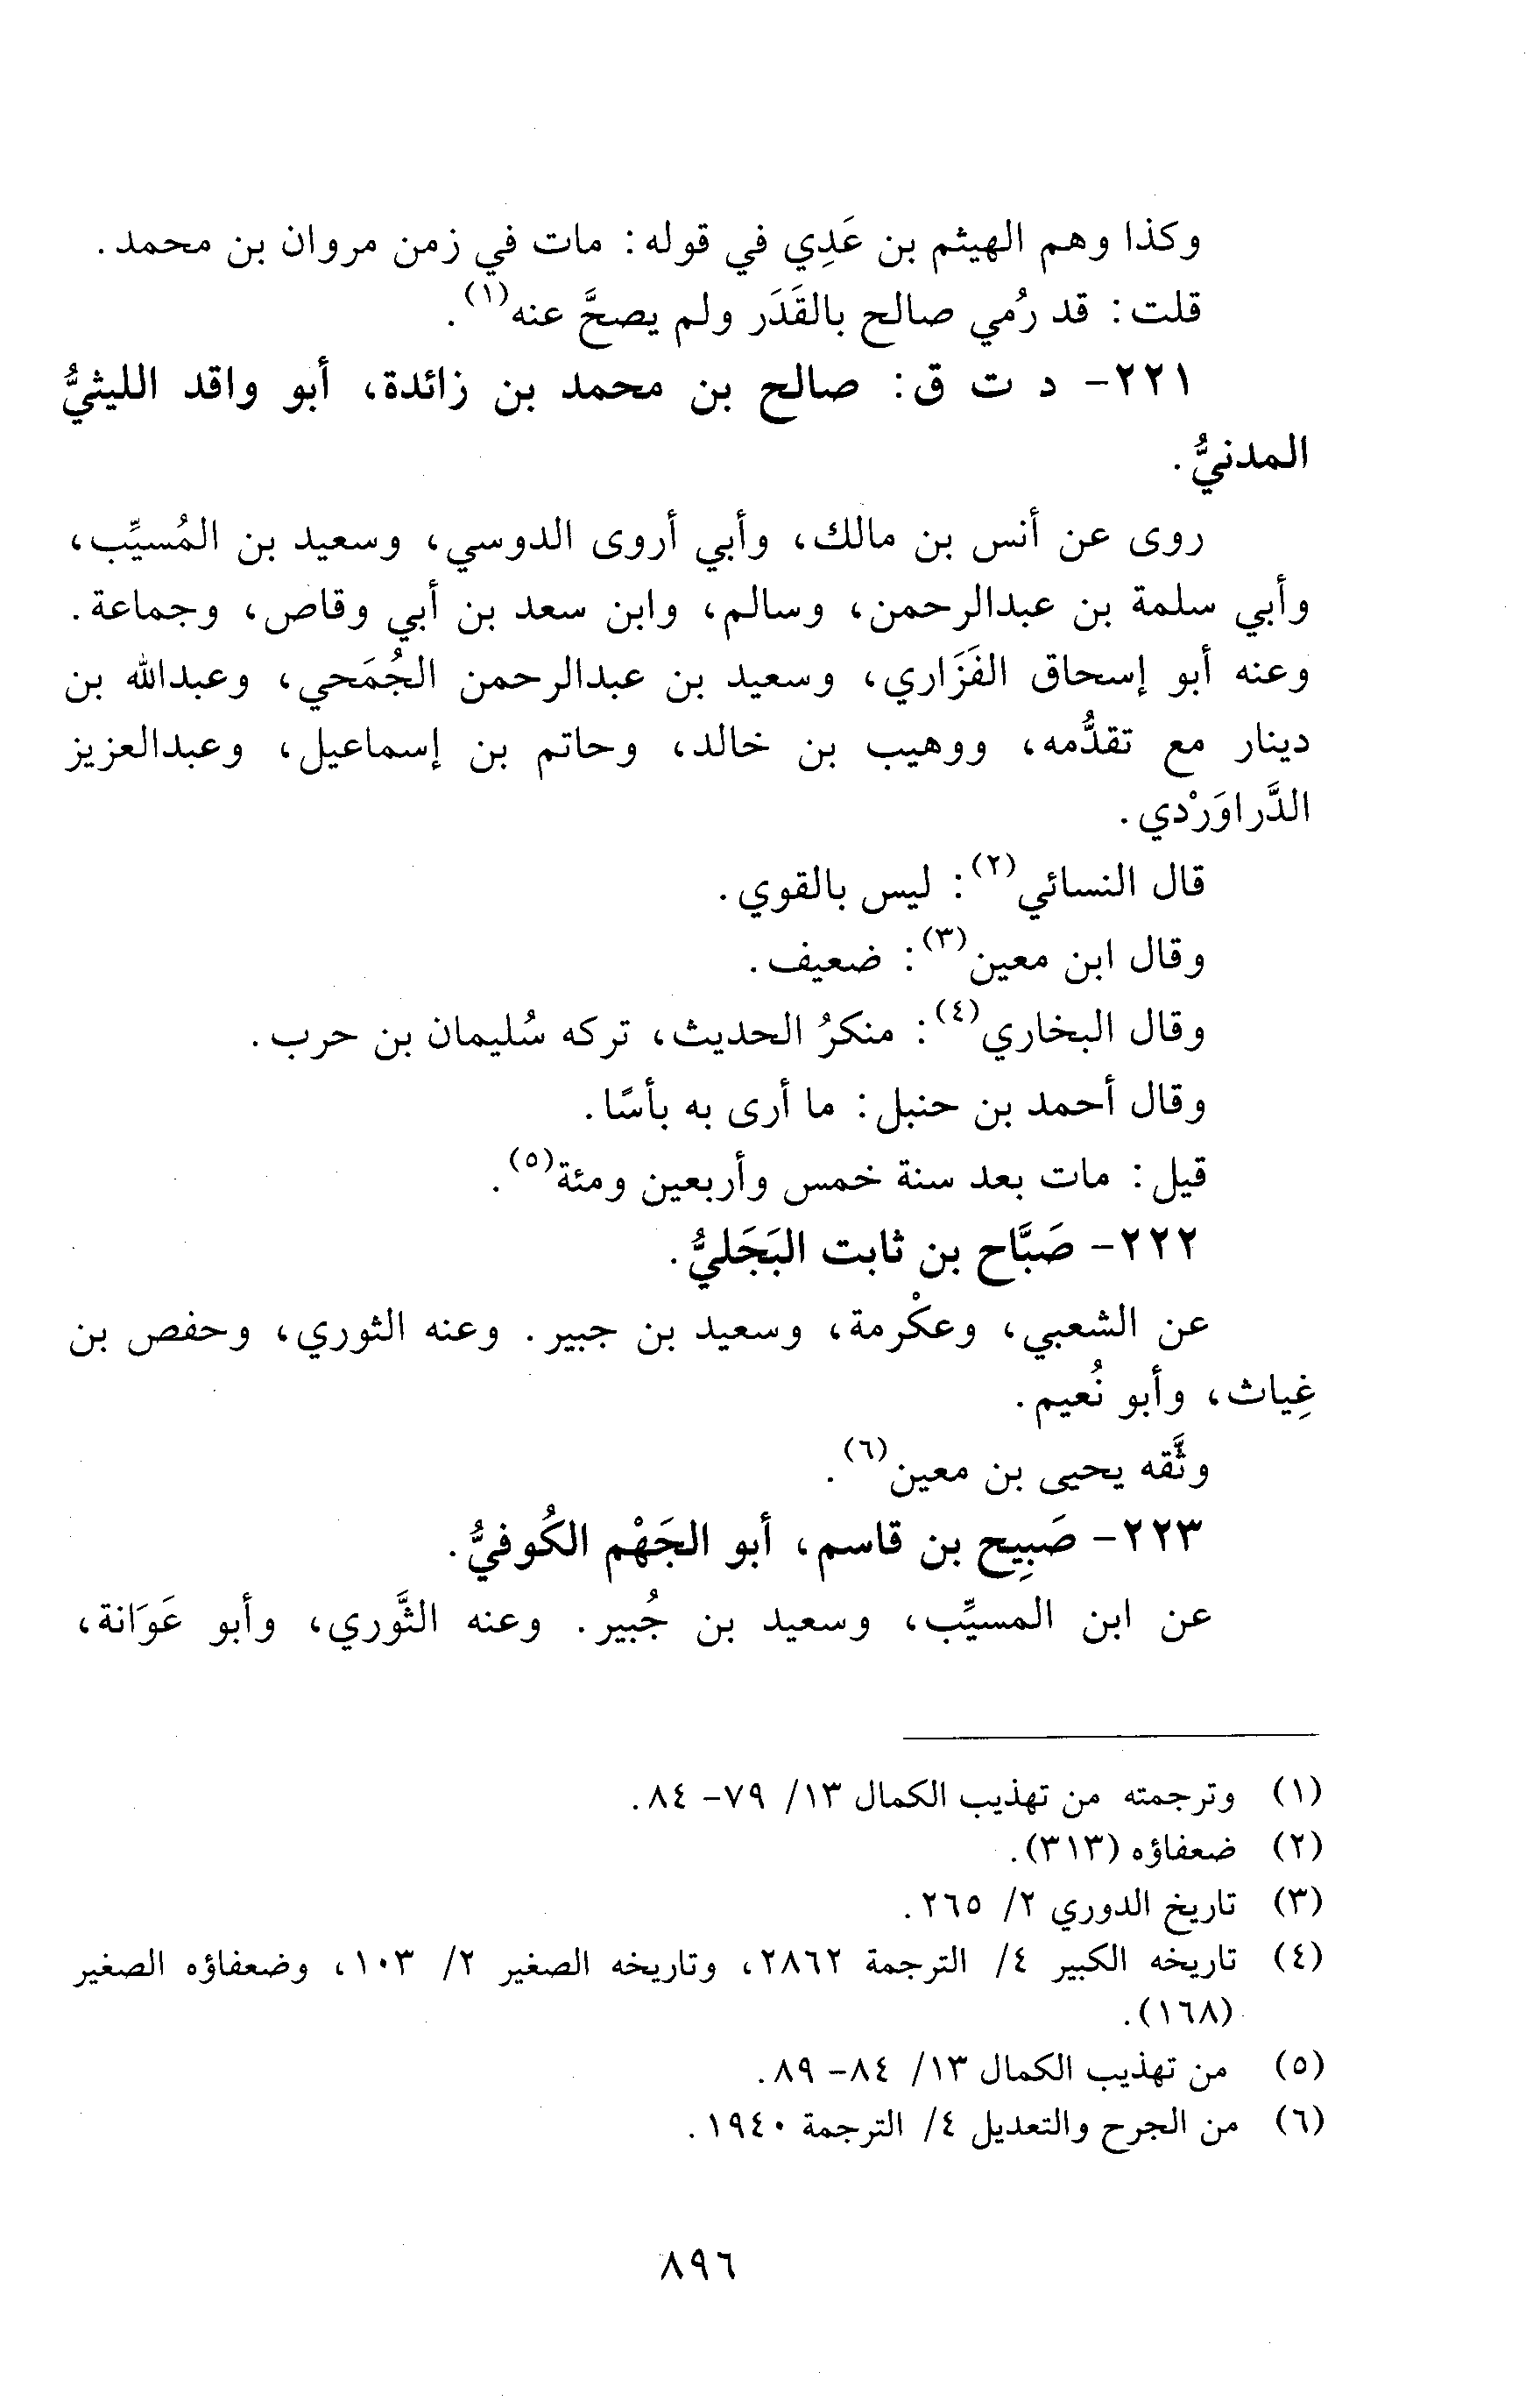 وكذا وهم الهيثم بن عَدِي في قوله: مات في زمن مروان بن محمد.
قلت: قد رُمي صالح بالقَدَر ولم يصحَّ عنه(١).
٢٢١- د ت ق: صالح بن محمد بن زائدة، أبو واقد الليثيُّ
المدنيُّ.
روى عن أنس بن مالك، وأبي أروى الدوسي، وسعيد بن المُسيِّب،
وأبي سلمة بن عبدالرحمن، وسالم، وابن سعد بن أبي وقاص، وجماعة.
وعنه أبو إسحاق الفَزَاري، وسعيد بن عبدالرحمن الجُمَحي، وعبدالله بن
دينار مع تقدُّمه، ووهيب بن خالد، وحاتم بن إسماعيل، وعبدالعزيز
الدَّراوَرْدي.
قال النسائي(٢): ليس بالقوي.
وقال ابن معين(٣): ضعيف.
وقال البخاري(٤): منكرُ الحديث، تركه سُليمان بن حرب.
وقال أحمد بن حنبل: ما أرى به بأسًا.
قيل: مات بعد سنة خمس وأربعين ومئة(٥).
٢٢٢- صَبَّاح بن ثابت البَجَليُّ.
عن الشعبي، وعكْرمة، وسعيد بن جبير. وعنه الثوري، وحفص بن
غِياث، وأبو نُعيم.
وثَّقه يحيى بن معين(٦).
٢٢٣- صَبِيح بن قاسم، أبو الجَهْم الكُوفيُّ.
عن ابن المسيِّب، وسعيد بن جُبير. وعنه الثَّوري، وأبو عَوَانة،
(١) وترجمته من تهذيب الكمال ١٣/ ٧٩- ٨٤.
(٢) ضعفاؤه (٣١٣).
(٣) تاريخ الدوري ٢/ ٢٦٥.
(٤) تاريخه الكبير ٤/ الترجمة ٢٨٦٢، وتاريخه الصغير ٢/ ١٠٣، وضعفاؤه الصغير
(١٦٨).
(٥) من تهذيب الكمال ١٣/ ٨٤- ٨٩.
(٦) من الجرح والتعديل ٤/ الترجمة ١٩٤٠.
٨٩٦